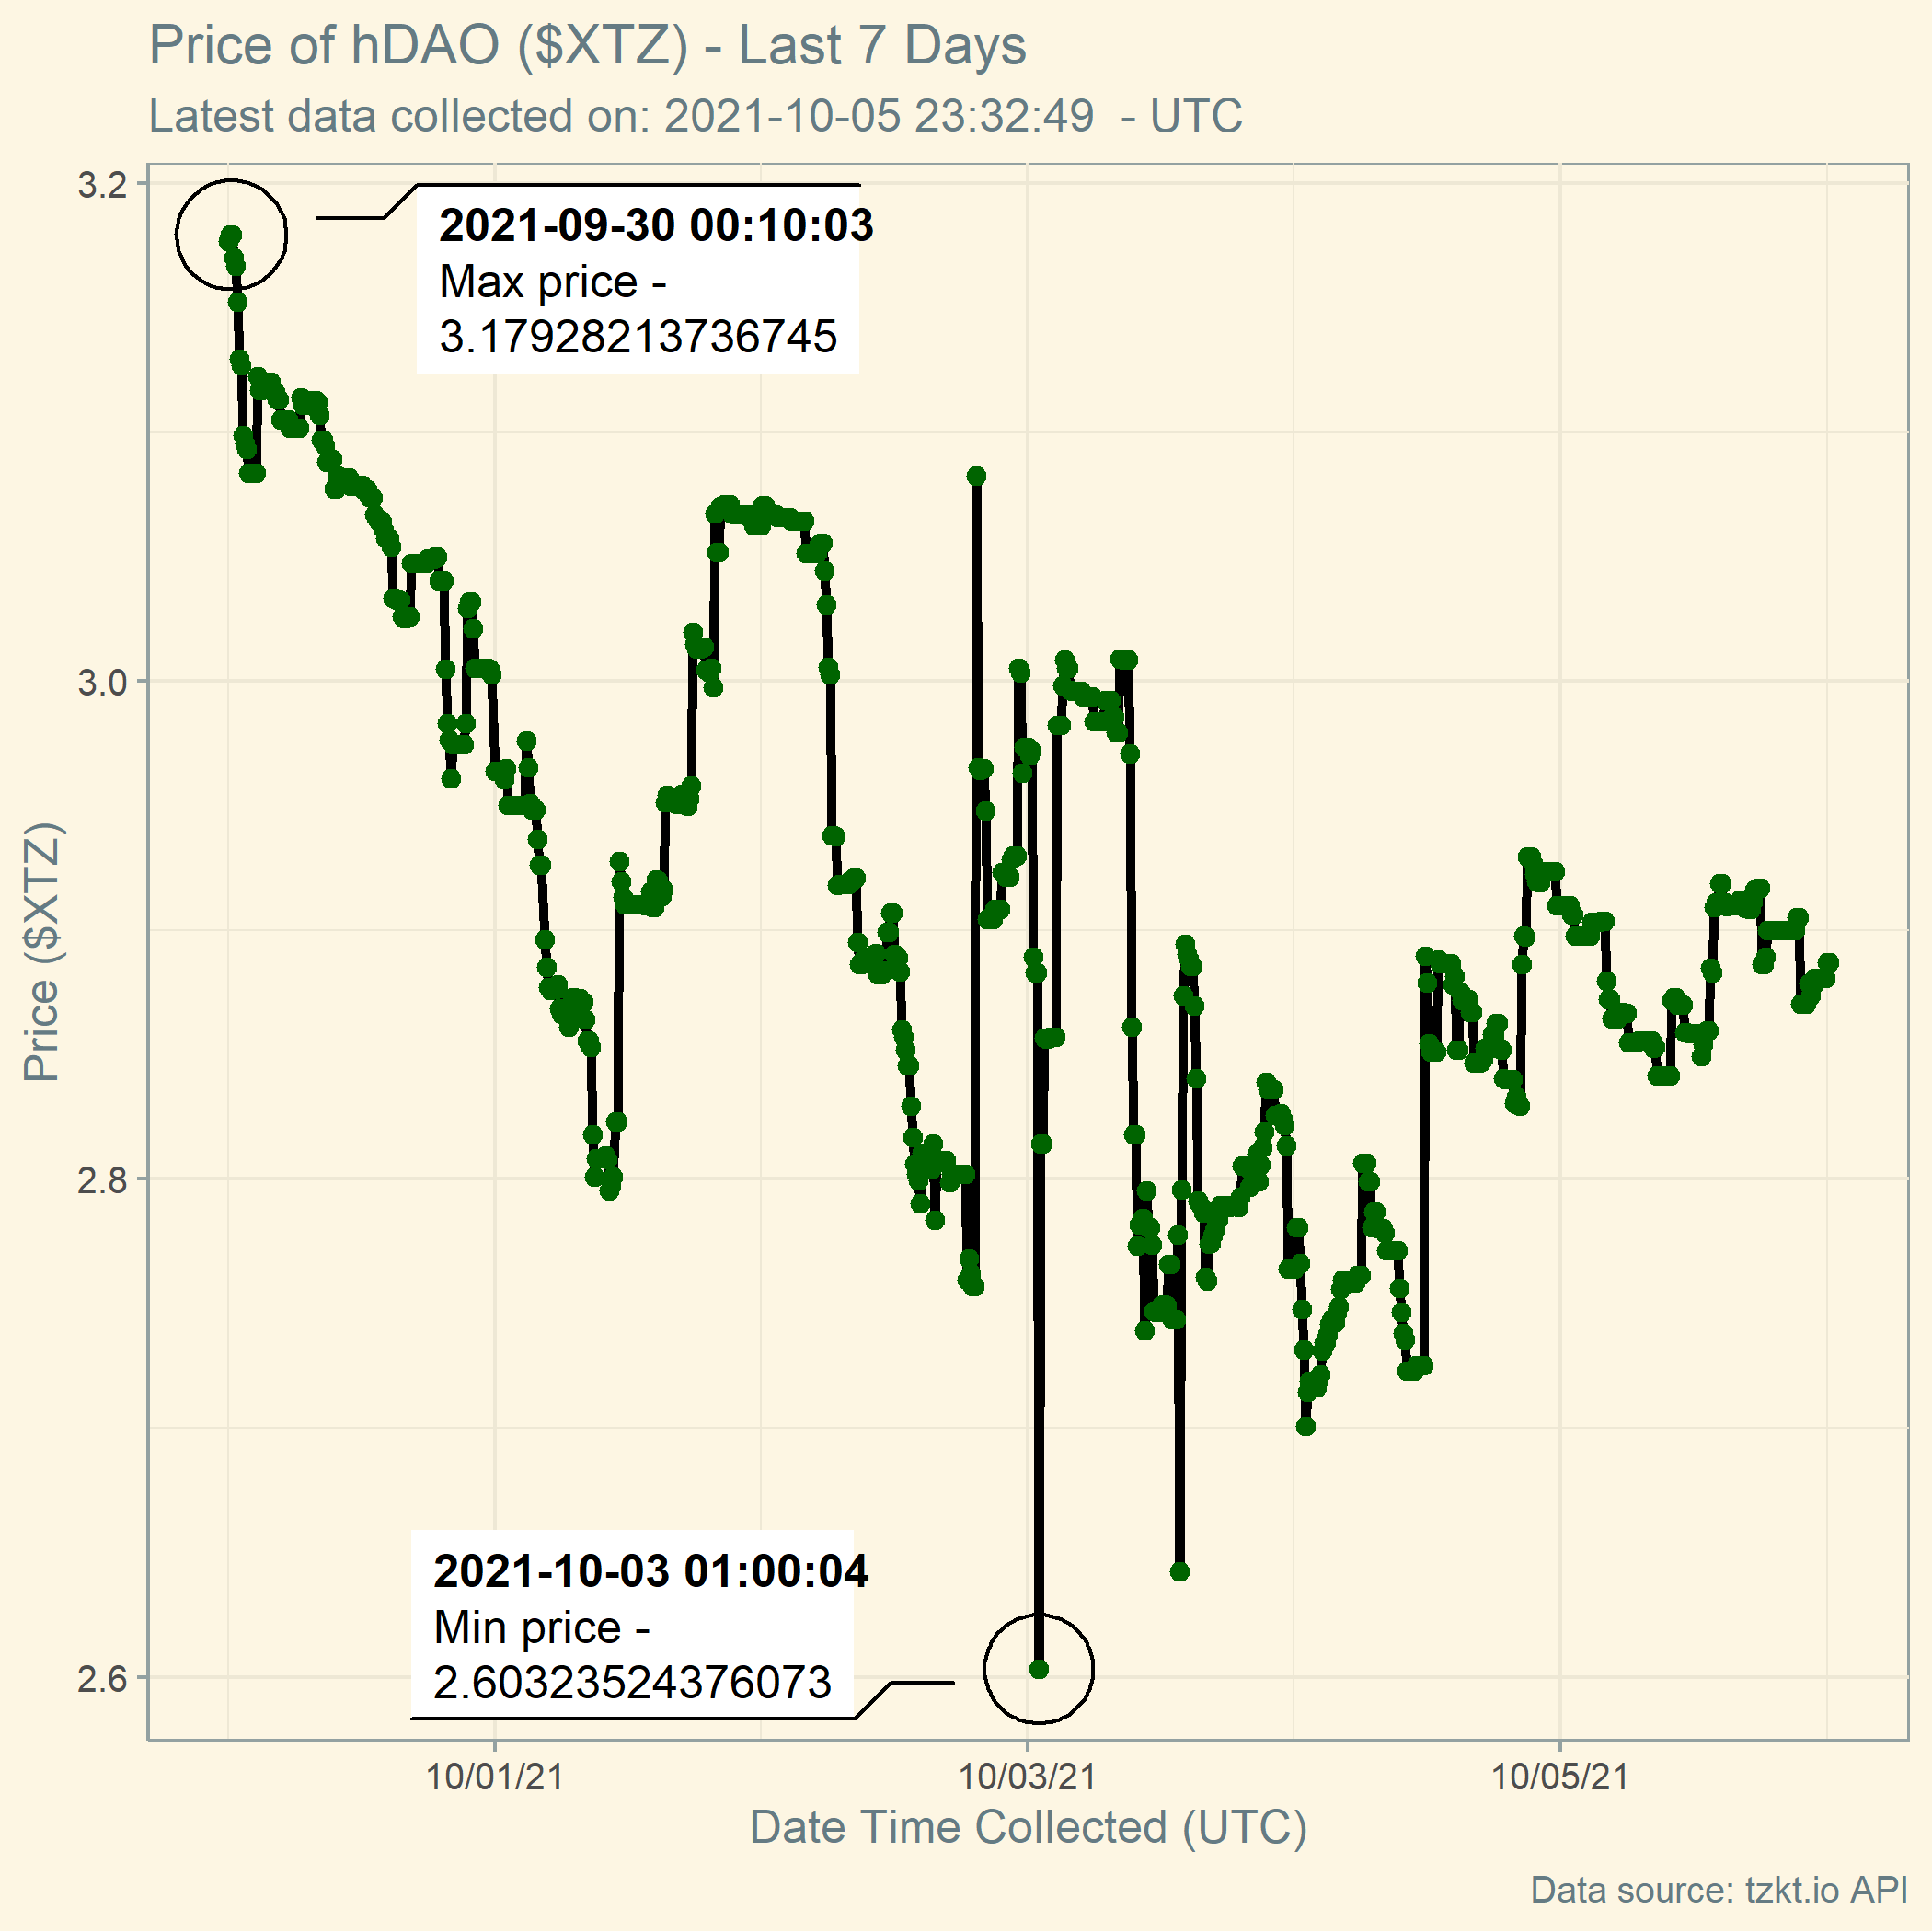 Price of hDAO ($XTZ) - Last 7 Days
Latest data collected on: 2021-10-05 23:32:49  - UTC
3.2
3.0
2.8
2.6
Price ($XTZ)
2021-09-30 00:10:03
Max price -
3.17928213736745
2021-10-03 01:00:04
Min price -
2.60323524376073
10/01/21
10/03/21
10/05/21
Date Time Collected (UTC)
Data source: tzkt.io API